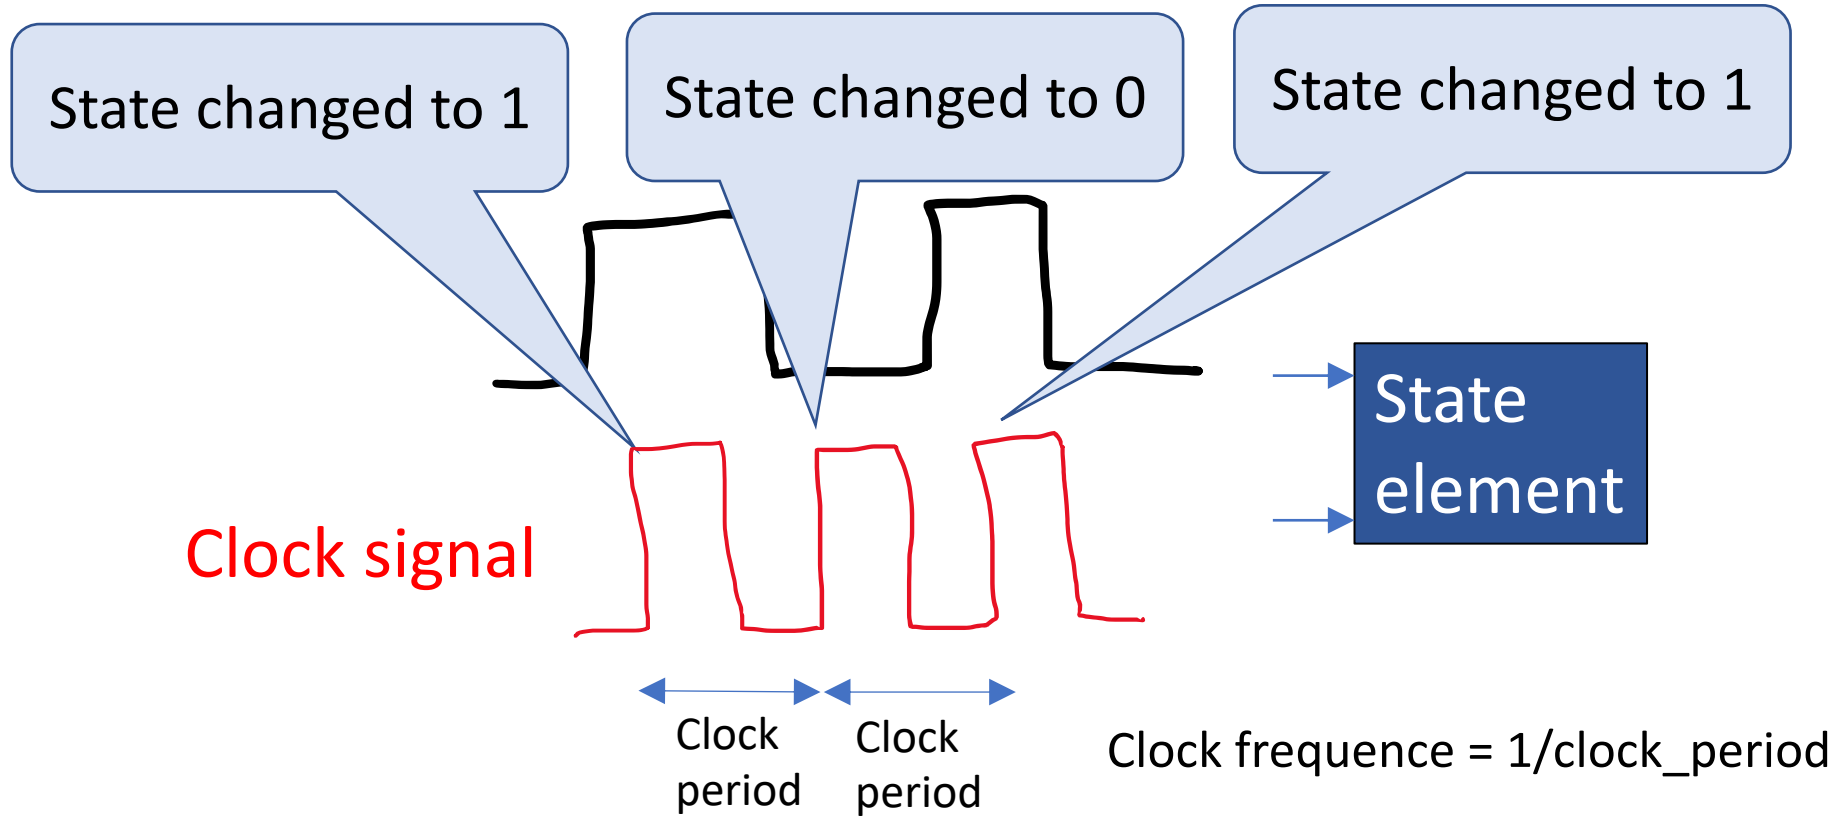 State changed to 1
State changed to 0
State changed to 1
State
element
Clock signal
Clock
period
Clock
period
Clock frequence = 1/clock_period